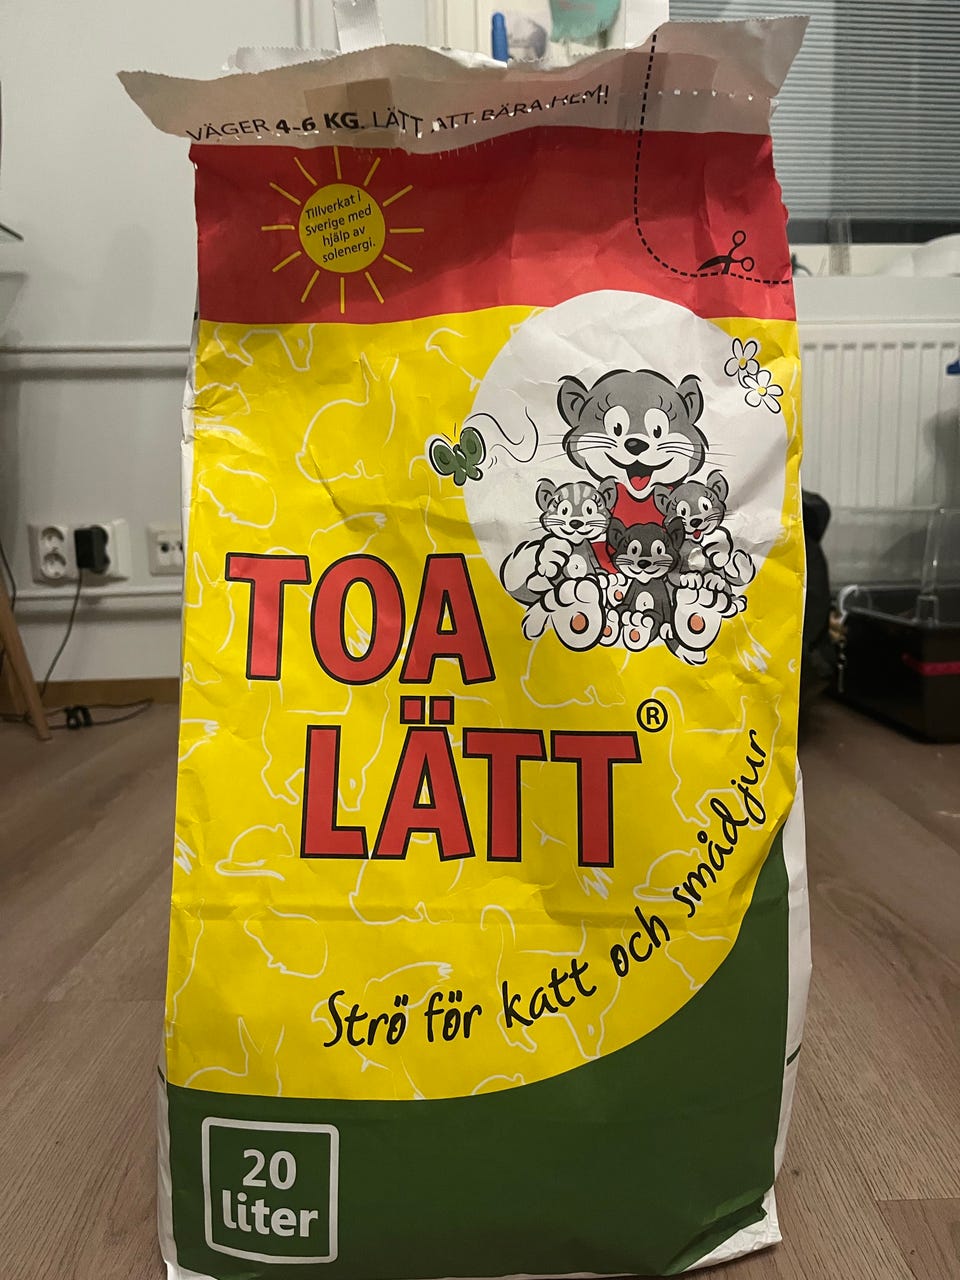 VÄGER 4-6 KG. LÄTT ATT BÄRA HEM!
Tillverkat i
Sverige med
hjälp av
solenergi.
TOA
LÄTT®
Strö för katt och smådjur
20
liter